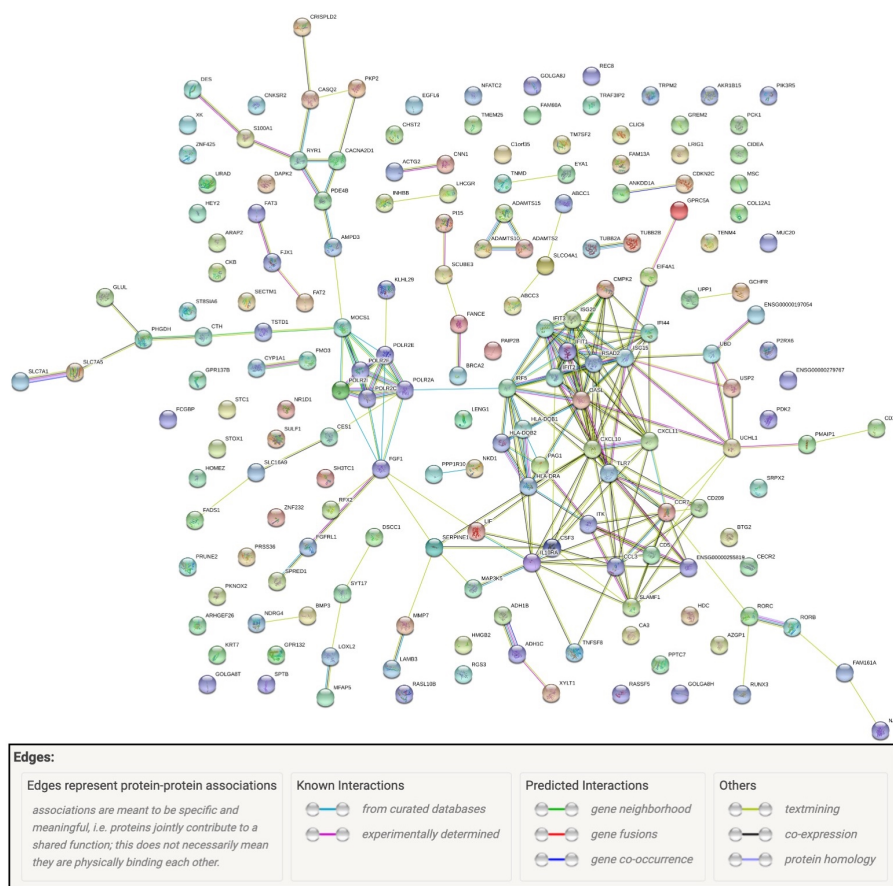 CRISPLD2
DES
CNKSR2
CASQ2
PKP2
EGFL6
NFATC2
GOLGA8J
REC8
TRPM2
AKR1B15
PIK3R5
XK
S100A1
TMEM26
FAM80A
TRAF3IP2
GREM2
PCK1
ZNF425
RYR1
CACNA2D1
CHST2
C1orf35
TM7SF2
CLIC6
LRIG1
CIDEA
URAD
DAPK2
ACTG2
CNN1
FAM13A
PDE4B
INHBB
LHCGR
TNMD
EYA1
ANKDD1A
CDKN2C
MSC
HEY2
FAT3
ABCC1
GPRC5A
COL12A1
ARAP2
AMPD3
PI15
ADAMTS15
TUBB2A
TUBB2B
TENM4
MUC20
FJX1
ADAMTS2
CKB
SCUBE3
SLCO4A1
KLHL29
CMPK2
EIF4A1
UPP1
GCHFR
GLUL
ST8SIA6
SECTM1
FAT2
ABCC3
ISG20
IFI44
ENSG00000197054
PHGDH
CTH
TSTD1
MOCS1
FANCE
IFIT3
IFIT1
ISG15
POLR2E
PAIP2B
RSAD2
UBD
P2RX6
SLC7A1
SLC7A5
GPR137B
CYP1A1
FMO3
POLR2I
POLR2C
POLR2A
BRCA2
IRF5
IFIT2
OASL
USP2
ENSG00000279767
FCGBP
STC1
NR1D1
LENG1
HLA-DQB1
PDK2
CES1
HLA-DQB2
CXCL10
CXCL11
UCHL1
PMAIP1
STOX1
SULF1
NKD1
PAG1
HOMEZ
SLC16A9
SH3TC1
FGF1
PPP1R10
HLA-DRA
TLR7
FADS1
ZNF232
RFX2
LIF
CCR7
CD209
SRPX2
ITK
BTG2
PRUNE2
PRSS36
FGFRL1
DSCC1
SERPINE1
CSF3
IL10RA
CCL3
CD5
ENSG00000255819
CECR2
PKNOX2
SPRED1
SYT17
MAP3K5
SLAMF1
ARHGEF26
NDRG4
BMP3
MMP7
ADH1B
HDC
RORC
RORB
HMGB2
TNFSF8
CA3
AZGP1
KRT7
GPR132
LOXL2
LAMB3
ADH1C
PPTC7
FAM161A
GOLGA8T
SPTB
MFAP5
RASL10B
RGS3
XYLT1
RASSF5
GOLGA8H
RUNX3
Edges:
Edges represent protein-protein associations
associations are meant to be specific and
meaningful, i.e. proteins jointly contribute to a
shared function; this does not necessarily mean
they are physically binding each other.
Known Interactions
from curated databases
experimentally determined
Predicted Interactions
gene neighborhood
gene fusions
gene co-occurrence
Others
textmining
co-expression
protein homology